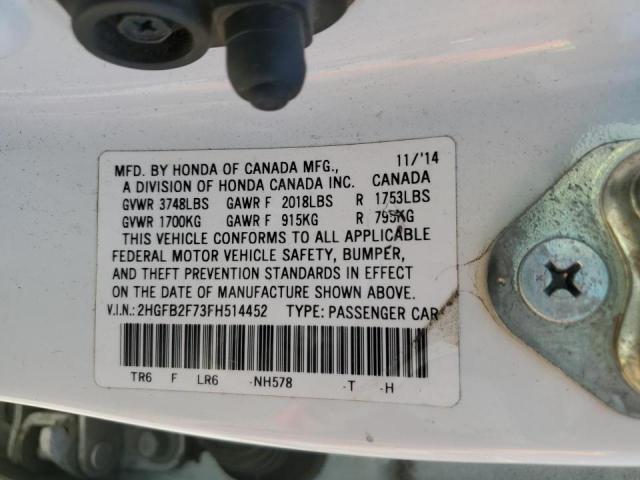 MFD. BY HONDA OF CANADA MFG., 11/'14
A DIVISION OF HONDA CANADA INC. CANADA
GVWR 3748LBS GAWR F 2018LBS R 1753LBS
GVWR 1700KG GAWR F 915KG R 795KG
THIS VEHICLE CONFORMS TO ALL APPLICABLE
FEDERAL MOTOR VEHICLE SAFETY, BUMPER,
AND THEFT PREVENTION STANDARDS IN EFFECT
ON THE DATE OF MANUFACTURE SHOWN ABOVE.
V.I.N.: 2HGFB2F73FH514452 TYPE: PASSENGER CAR
TR6 F LR6 -NH578 -T -H